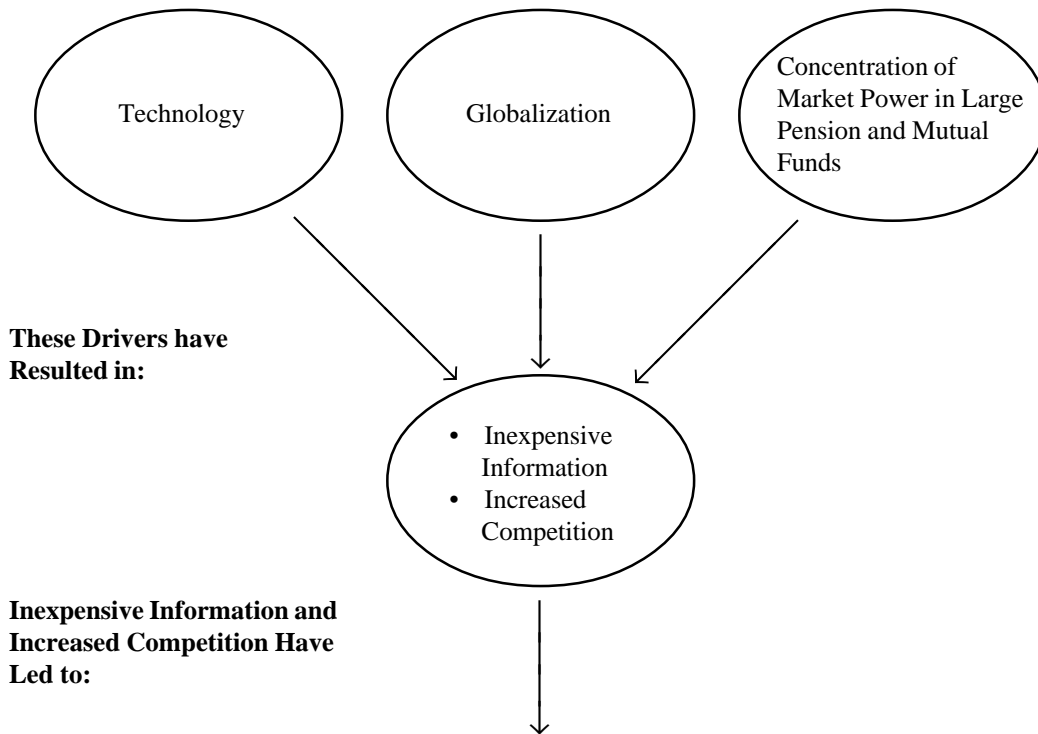 Technology
Globalization
Concentration of
Market Power in Large
Pension and Mutual
Funds
These Drivers have
Resulted in:
• Inexpensive
Information
• Increased
Competition
Inexpensive Information and
Increased Competition Have
Led to: